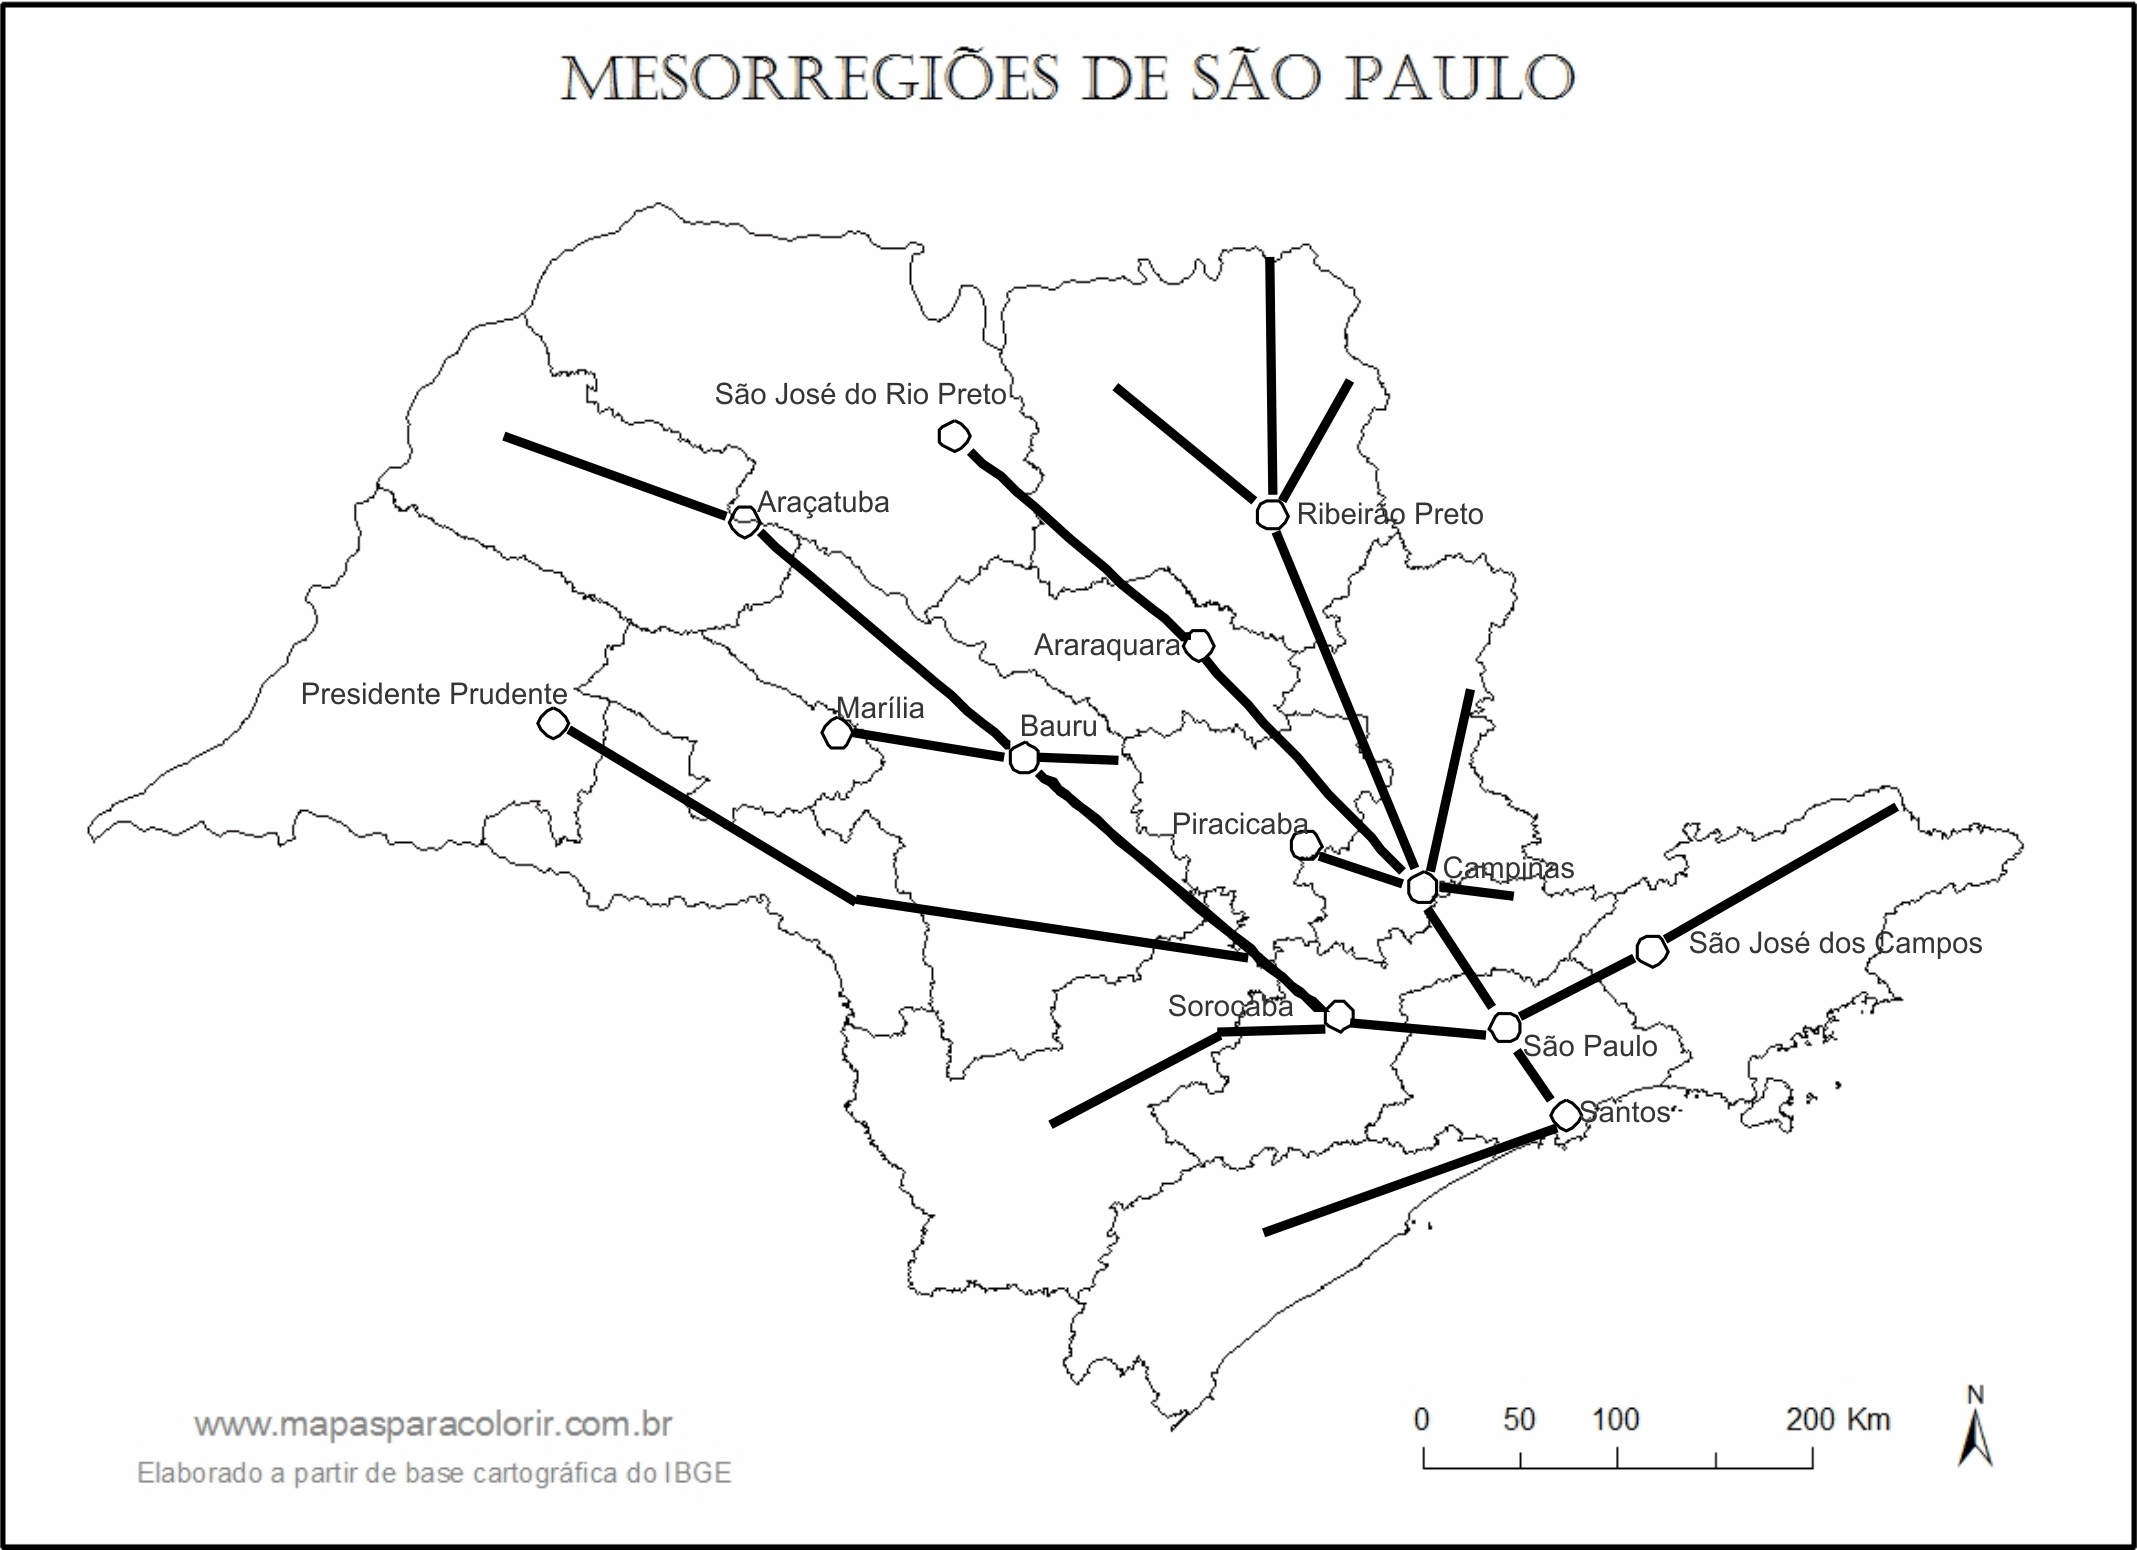 MESORREGIÕES DE SÃO PAULO
São José do Rio Preto
Araçatuba
Ribeirão Preto
Araraquara
Presidente Prudente
Marília
Bauru
Piracicaba
Campinas
São José dos Campos
Sorocaba
São Paulo
Santos
www.mapasparacolorir.com.br
Elaborado a partir de base cartográfica do IBGE
0 50 100 200 Km
N